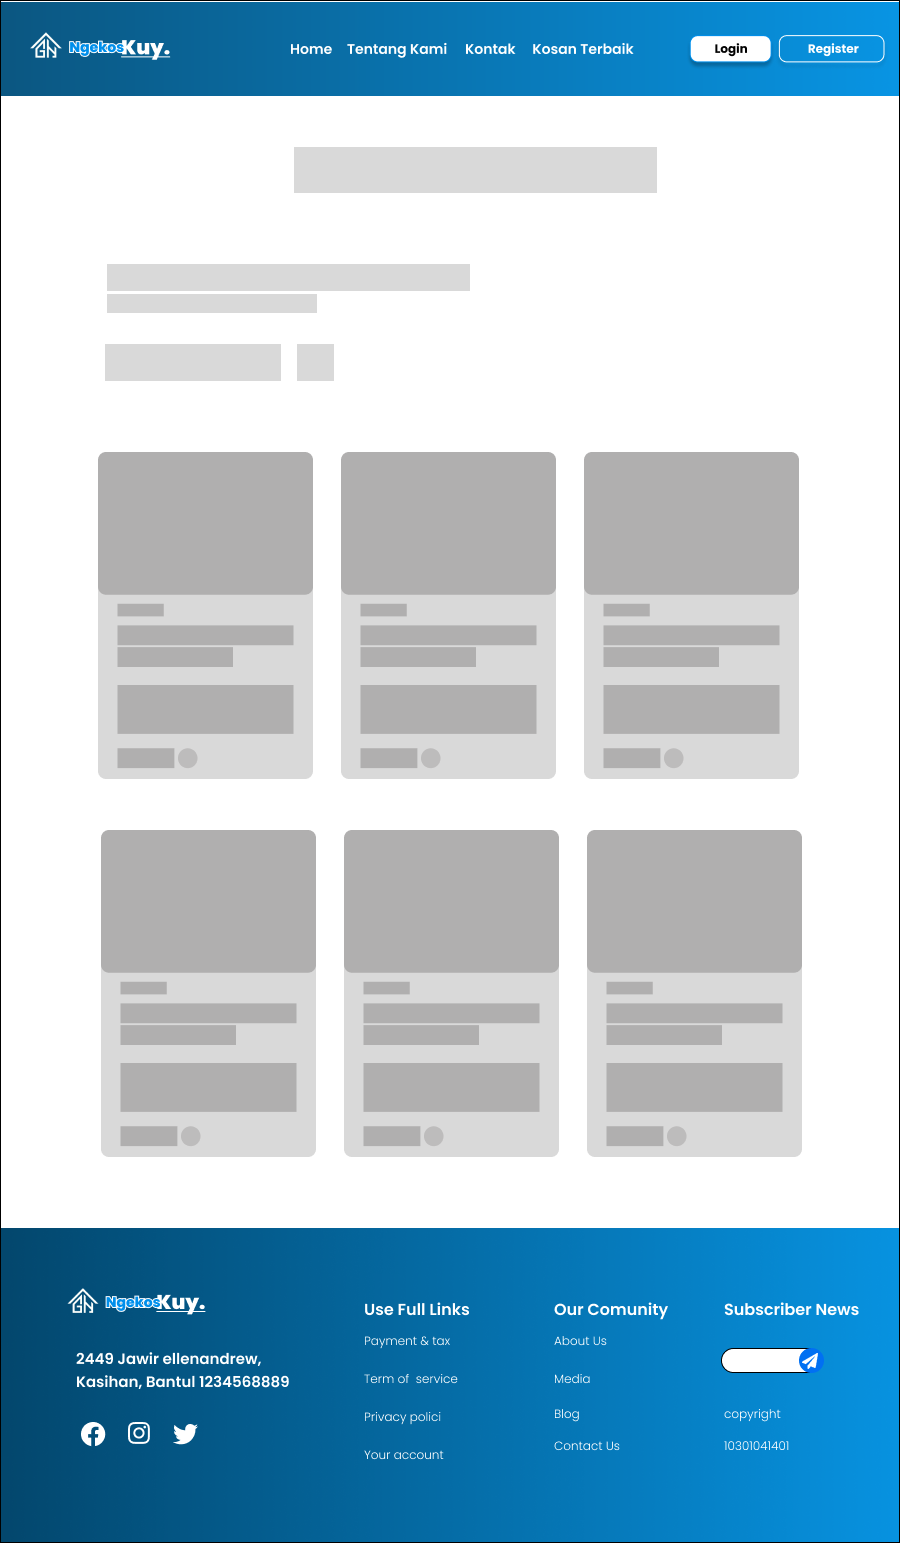 NgekosKuy.
Home Tentang Kami Kontak Kosan Terbaik
Login Register
NgekosKuy.
2449 Jawir ellenandrew,
Kasihan, Bantul 1234568889
Use Full Links
Payment & tax
Term of service
Privacy polici
Your account
Our Comunity
About Us
Media
Blog
Contact Us
Subscriber News
copyright
10301041401